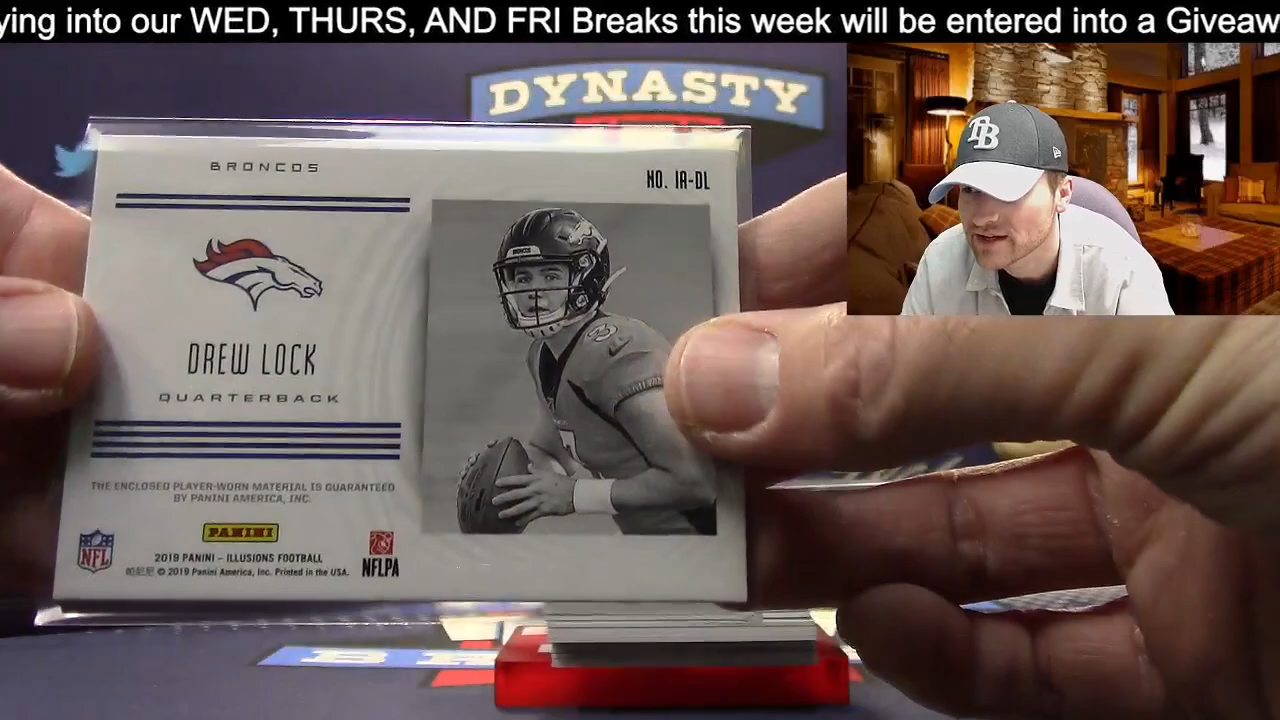 ying into our WED, THURS, AND FRI Breaks this week will be entered into a Giveaw
DYNASTY
TB
BRONCOS
NO. IA-DL
DREW LOCK
QUARTERBACK
THE ENCLOSED PLAYER-WORN MATERIAL IS GUARANTEED
BY PANINI AMERICA, INC.
PANINI
NFL
2019 PANINI – ILLUSIONS FOOTBALL
© 2019 Panini America, Inc. Printed in the USA.
NFLPA